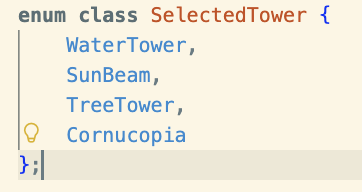 enum class SelectedTower {
    WaterTower,
    SunBeam,
    TreeTower,
    Cornucopia
};